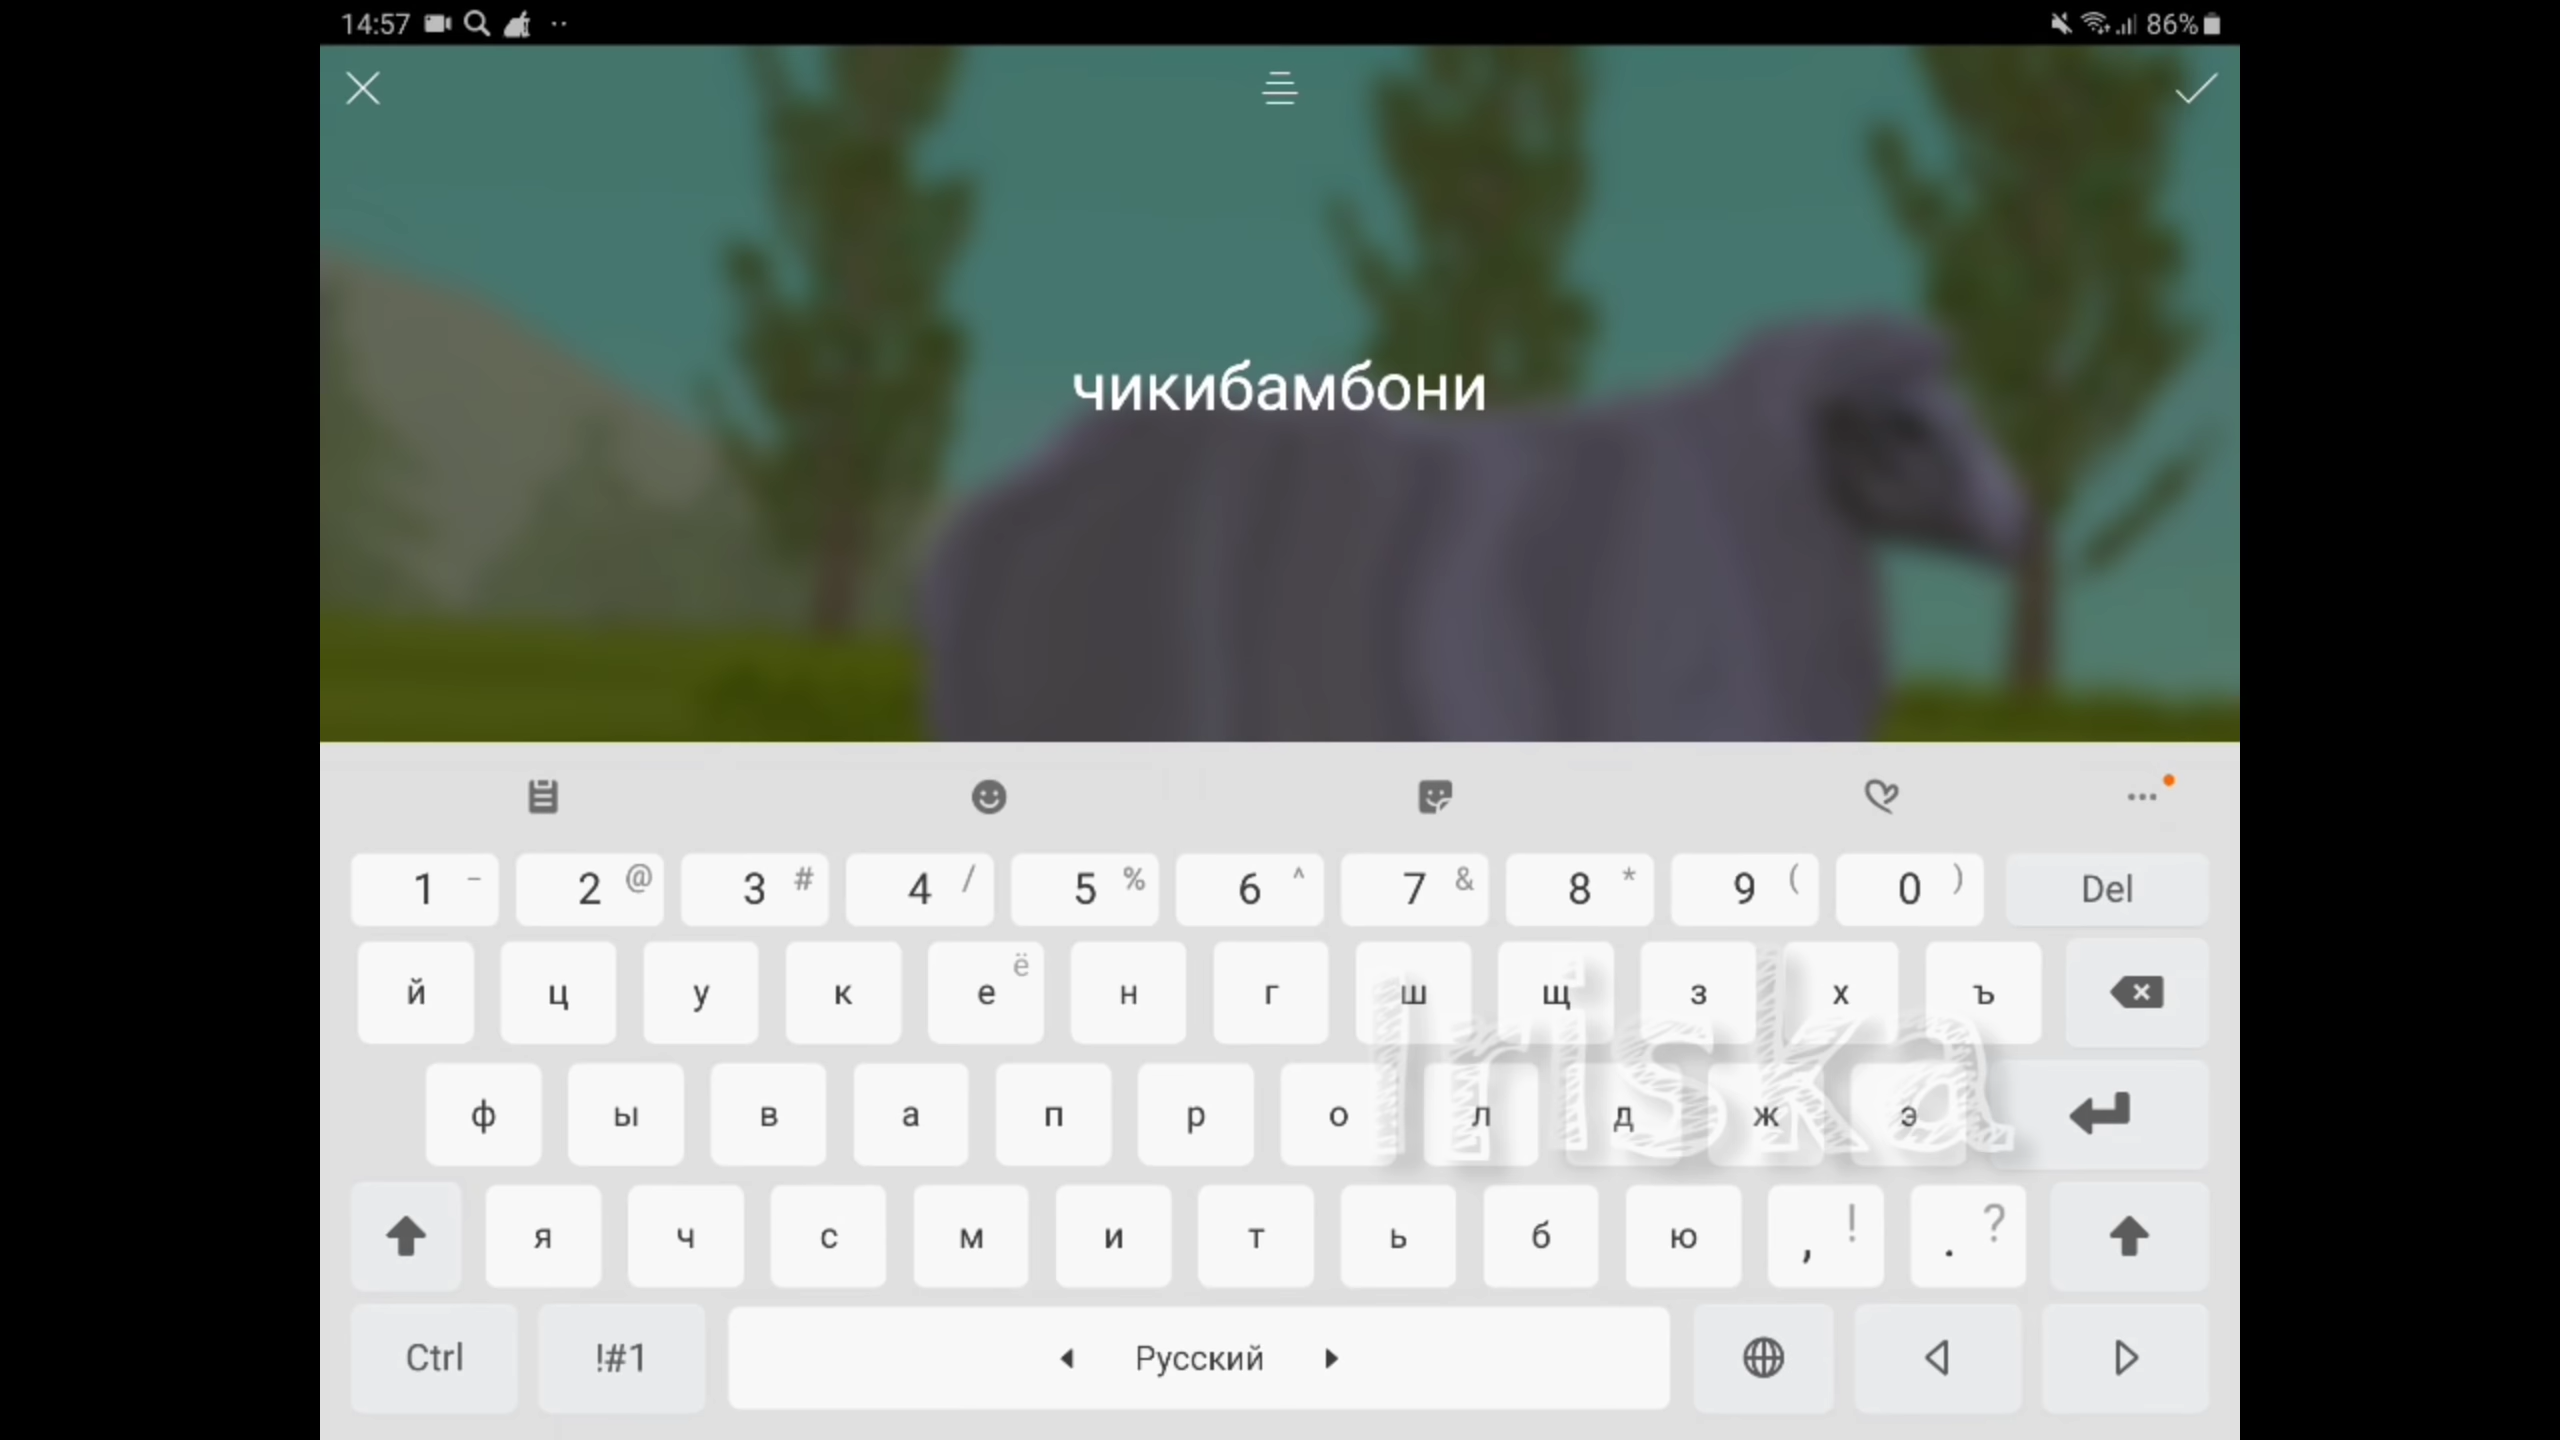 14:57
86%
чикибамбони
1 – 2 @ 3 # 4 / 5 % 6 ^ 7 & 8 * 9 ( 0 ) Del
й ц у к е ё н г ш щ з х ъ
ф ы в а п р о л д ж э
Iriska
я ч с м и т ь б ю , ! . ?
Ctrl !#1 Русский